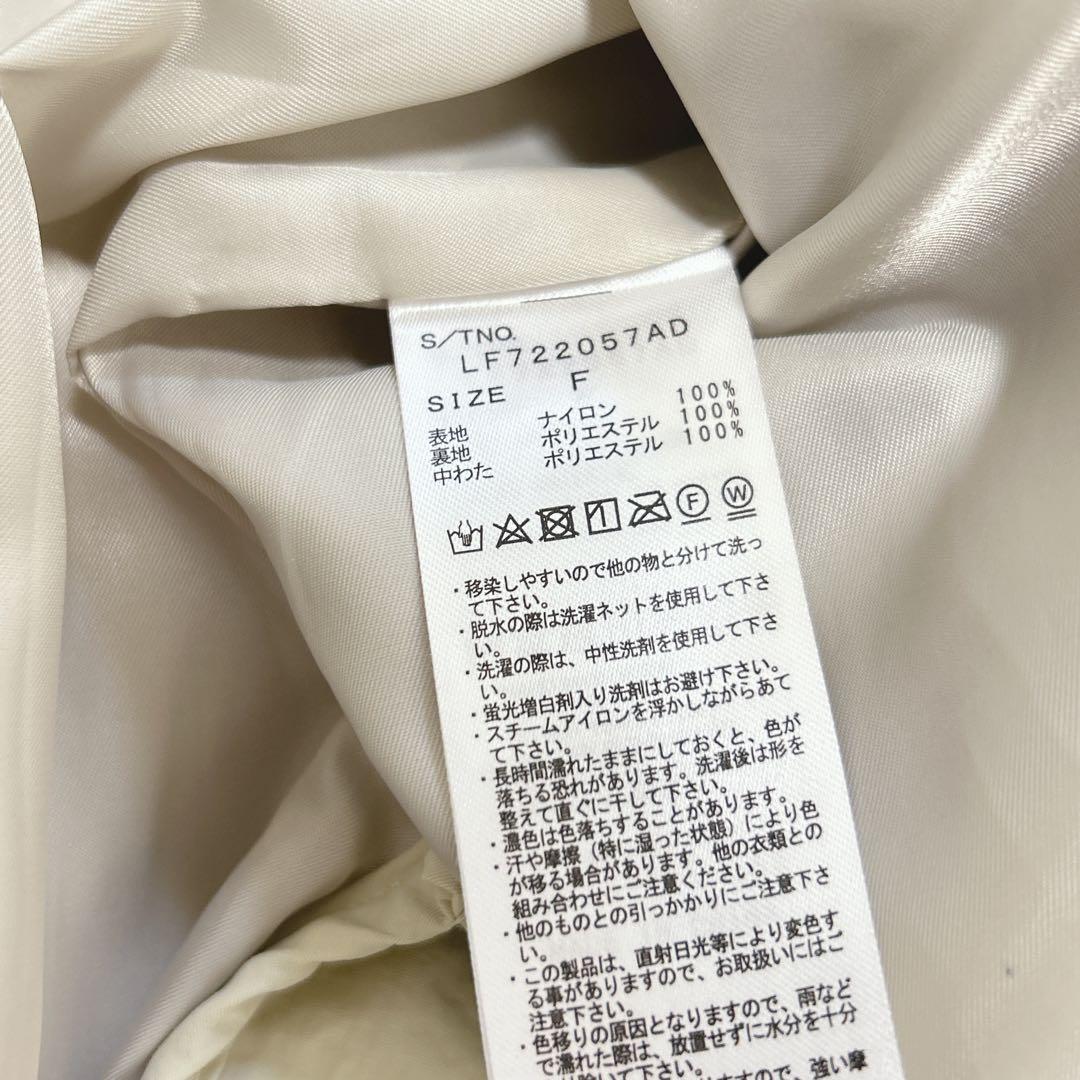 S/TNO.
LF722057AD
SIZE F
表地 ナイロン 100%
裏地 ポリエステル 100%
中わた ポリエステル 100%
F W
・移染しやすいので他の物と分けて洗っ
て下さい。
・脱水の際は洗濯ネットを使用して下さ
い。
・洗濯の際は、中性洗剤を使用して下さ
い。
・蛍光増白剤入り洗剤はお避け下さい。
・スチームアイロンを浮かしながらあて
て下さい。
・長時間濡れたままにしておくと、色が
落ちる恐れがあります。洗濯後は形を
整えて直ぐに干して下さい。
・濃色は色落ちすることがあります。
・汗や摩擦（特に湿った状態）により色
が移る場合があります。他の衣類との
組み合わせにご注意ください。
・他のものとの引っかかりにご注意下さ
い。
・この製品は、直射日光等により変色す
る事がありますので、お取扱いにはご
注意下さい。
・色移りの原因となりますので、雨など
で濡れた際は、放置せずに水分を十分
除いて下さい。
ますので、強い摩